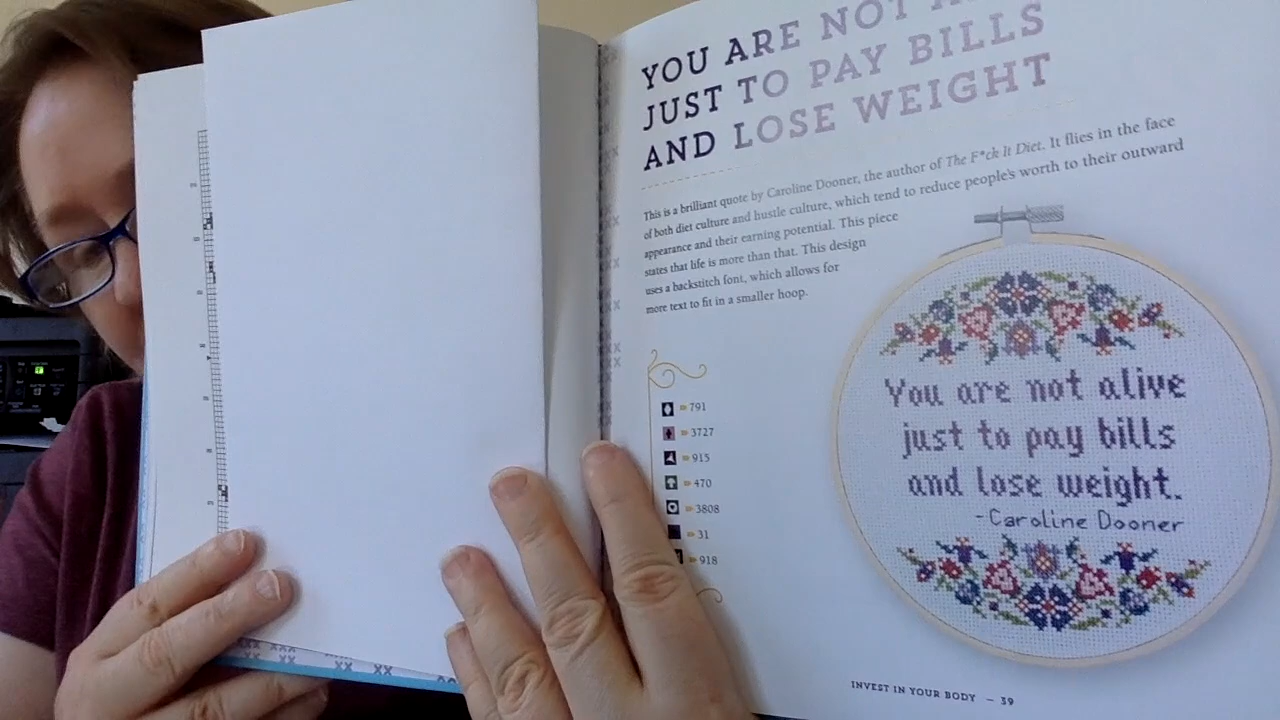 YOU ARE NOT
JUST TO PAY BILLS
AND LOSE WEIGHT
This is a brilliant quote by Caroline Dooner, the author of The F*ck It Diet. It flies in the face
of both diet culture and hustle culture, which tend to reduce people's worth to their outward
appearance and their earning potential. This piece
states that life is more than that. This design
uses a backstitch font, which allows for
more text to fit in a smaller hoop.
791
3727
915
470
3808
31
918
You are not alive
just to pay bills
and lose weight.
-Caroline Dooner
INVEST IN YOUR BODY — 39